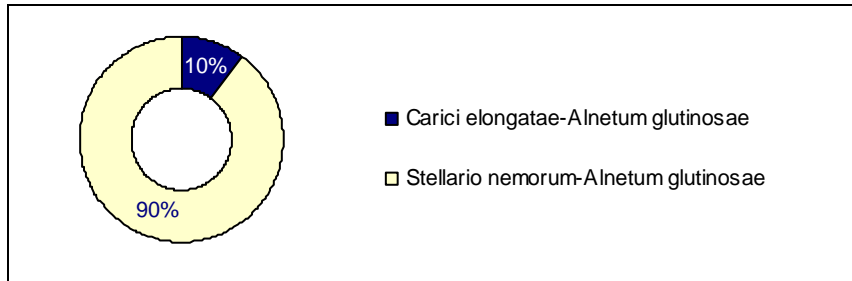 10%
Carici elongatae-Alnetum glutinosae
Stellario nemorum-Alnetum glutinosae
90%